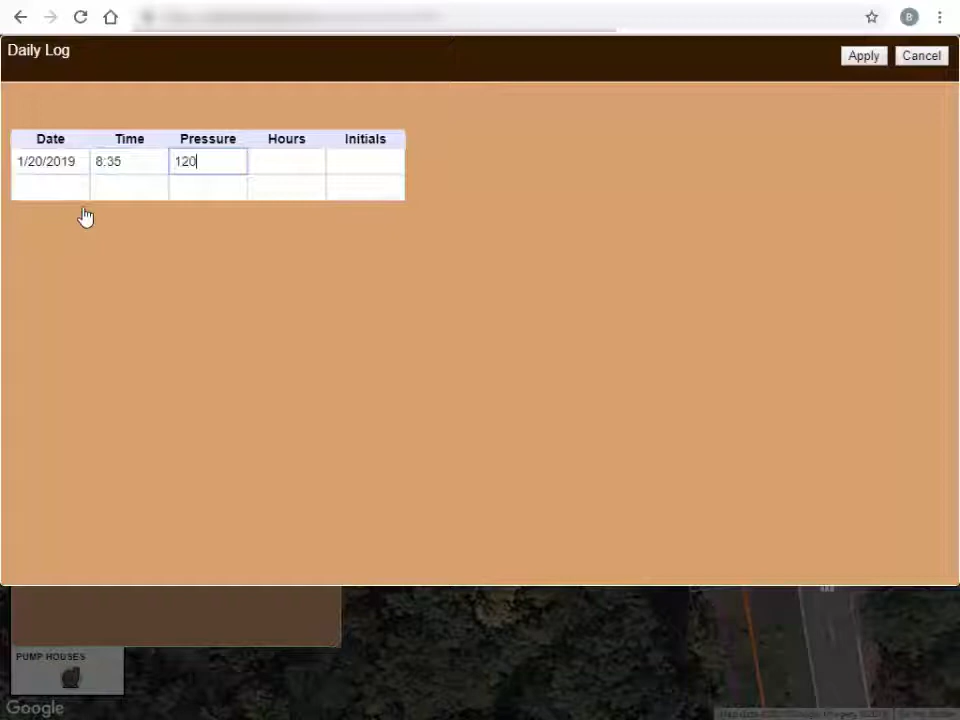 Daily Log
Apply
Cancel
Date Time Pressure Hours Initials
1/20/2019 8:35 120
PUMP HOUSES
Google
B